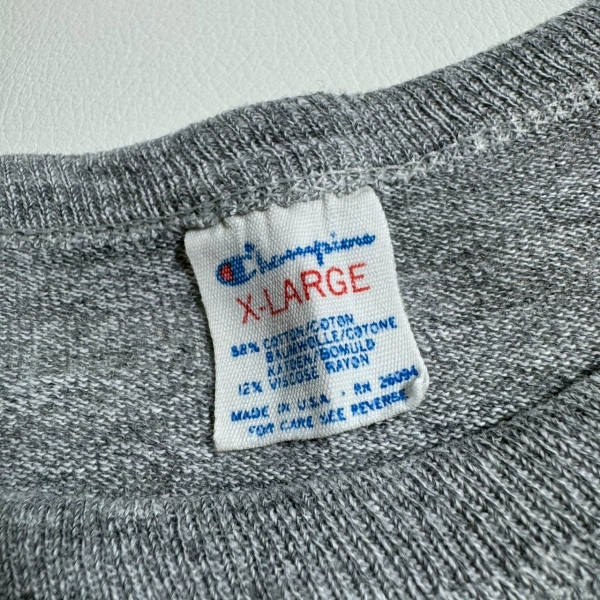 Champion
X-LARGE
88% COTTON/COTON
BAUMWOLLE/COTONE
KATOEN/BOMULD
12% VISCOSE RAYON
MADE IN U.S.A. - RN 26094
FOR CARE SEE REVERSE